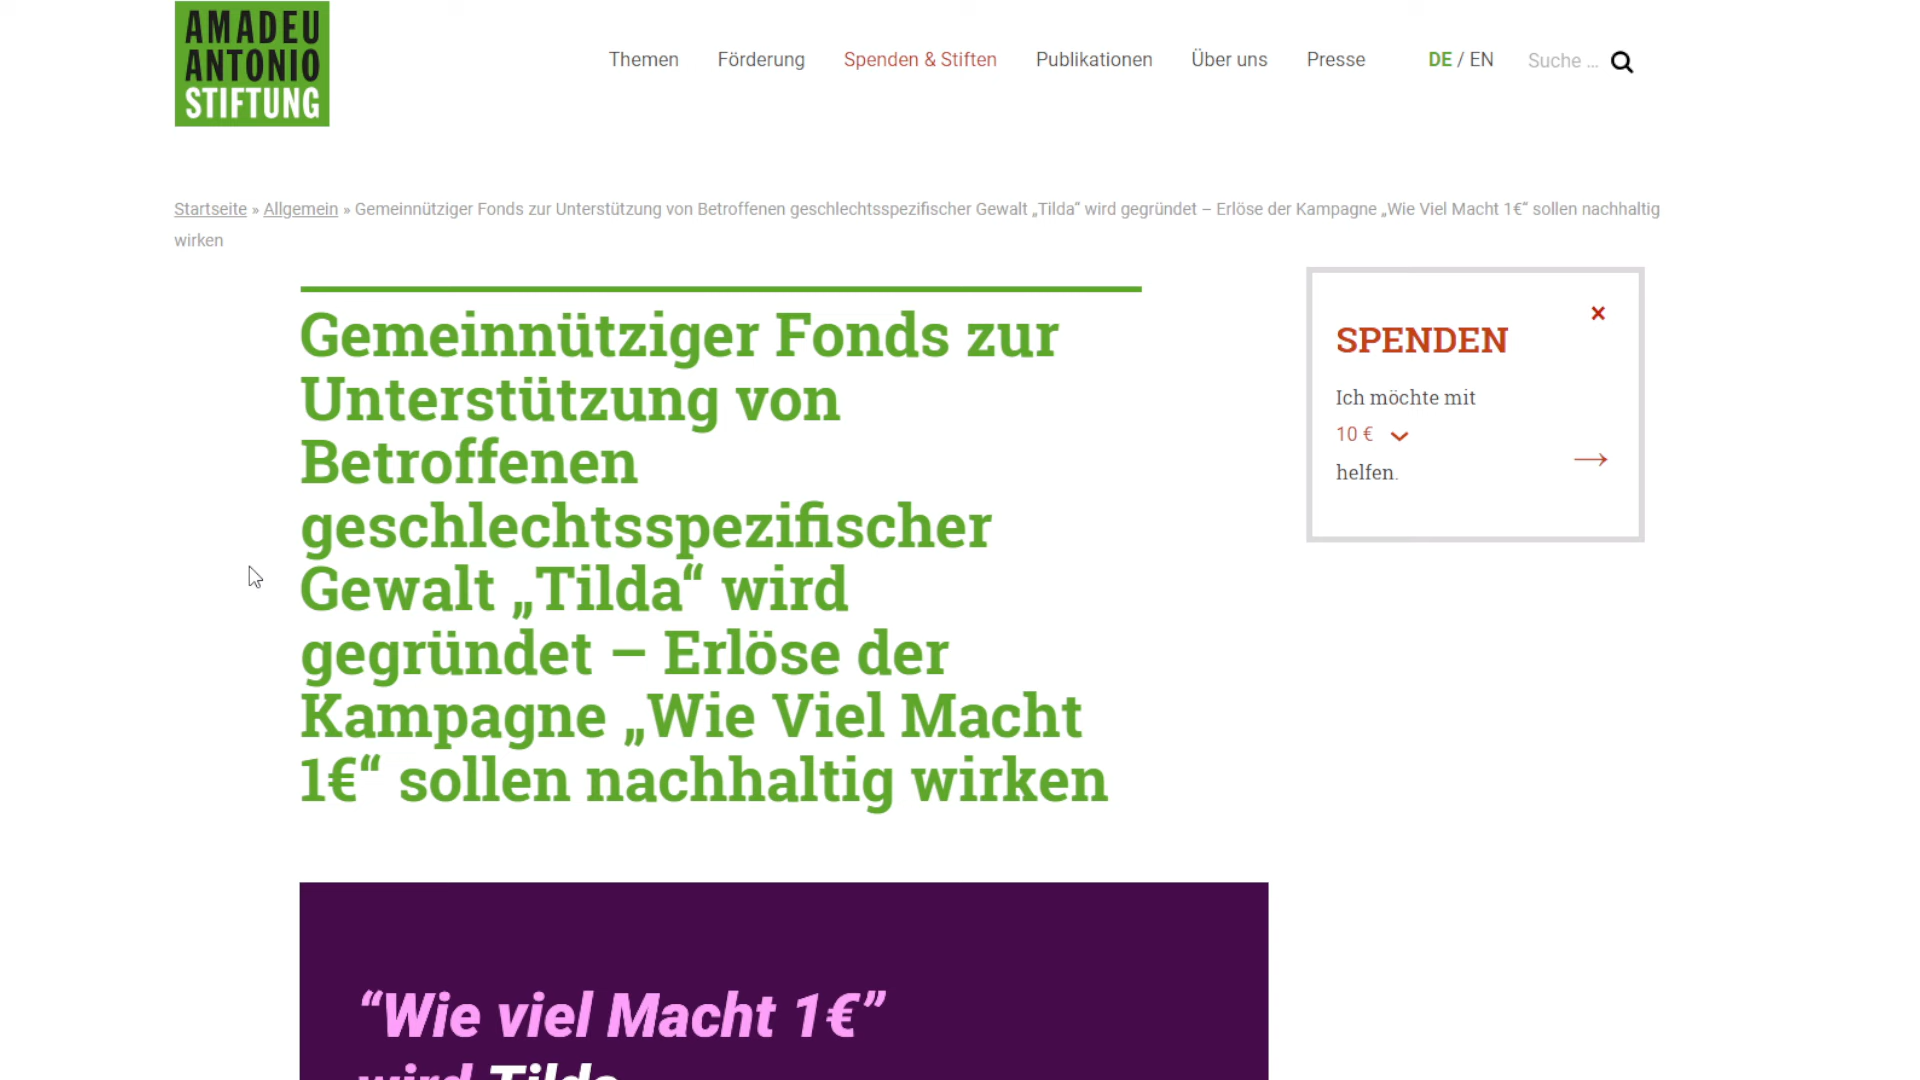 AMADEU
ANTONIO
STIFTUNG
Themen Förderung Spenden & Stiften Publikationen Über uns Presse DE / EN Suche ...
Startseite » Allgemein » Gemeinnütziger Fonds zur Unterstützung von Betroffenen geschlechtsspezifischer Gewalt „Tilda“ wird gegründet – Erlöse der Kampagne „Wie Viel Macht 1€“ sollen nachhaltig
wirken
Gemeinnütziger Fonds zur
Unterstützung von
Betroffenen
geschlechtsspezifischer
Gewalt „Tilda“ wird
gegründet – Erlöse der
Kampagne „Wie Viel Macht
1€“ sollen nachhaltig wirken
×
SPENDEN
Ich möchte mit
10 €
→
helfen.
“Wie viel Macht 1€”
wird Tilda